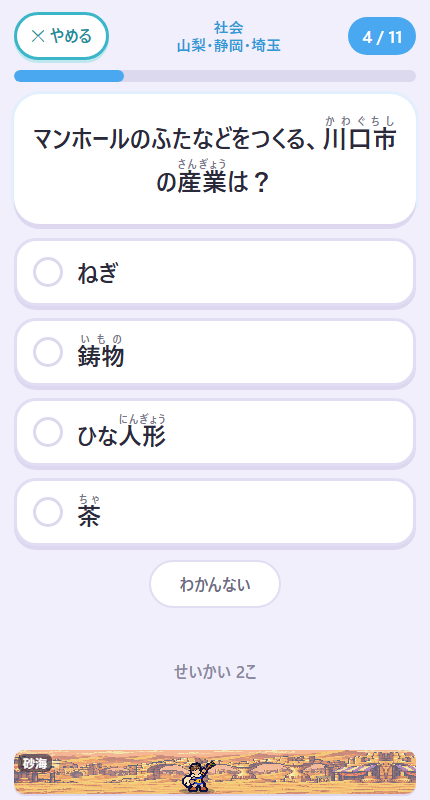 やめる
社会
山梨・静岡・埼玉
4 / 11
マンホールのふたなどをつくる、川口市
かわぐちし
の産業は？
さんぎょう
ねぎ
鋳物
いもの
ひな人形
にんぎょう
茶
ちゃ
わかんない
せいかい 2こ
砂海